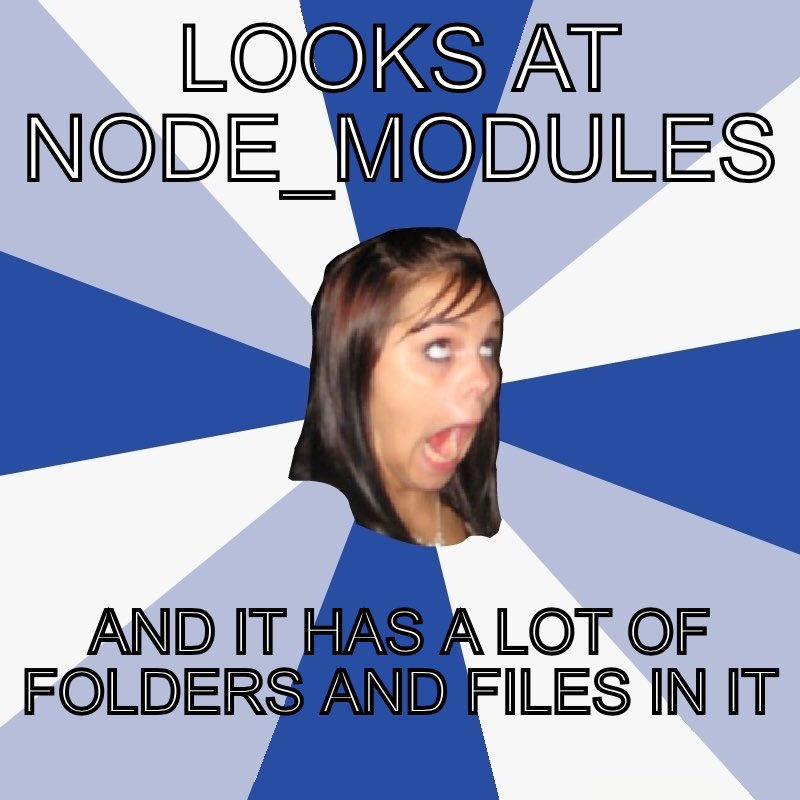 LOOKS AT
NODE_MODULES
AND IT HAS A LOT OF
FOLDERS AND FILES IN IT